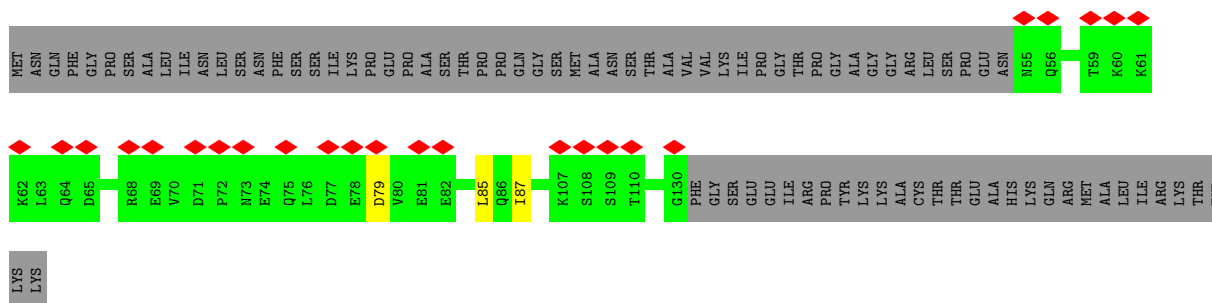 MET ASN GLN PHE GLY PRO SER ALA LEU ILE ASN LEU SER ASN PHE SER SER ILE LYS PRO GLU PRO ALA SER THR PRO PRO GLN GLY SER MET ALA ASN SER THR ALA VAL VAL LYS ILE PRO GLY THR PRO GLY ALA GLY GLY ARG LEU SER PRO GLU ASN N55 Q56 T59 K60 K61
K62 L63 Q64 D65 R68 E69 V70 D71 P72 N73 E74 Q75 L76 D77 E78 D79 V80 E81 E82 L85 Q86 I87 K107 S108 S109 T110 G130 PHE GLY SER GLU GLU ILE ARG PRO TYR LYS LYS ALA CYS THR THR GLU ALA HIS LYS GLN ARG MET ALA LEU ILE ARG LYS THR
LYS LYS